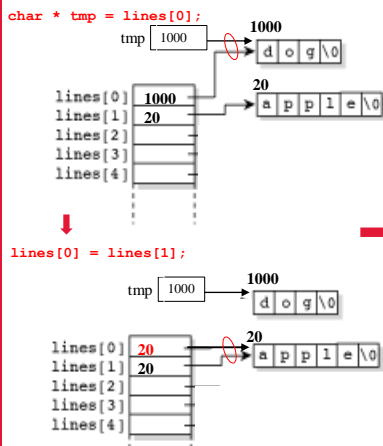 char * tmp = lines[0];
1000
tmp 1000
d o g \0
20
lines[0] 1000
a p p l e \0
lines[1] 20
lines[2]
lines[3]
lines[4]
lines[0] = lines[1];
1000
tmp 1000
d o g \0
20
lines[0] 20
a p p l e \0
lines[1] 20
lines[2]
lines[3]
lines[4]